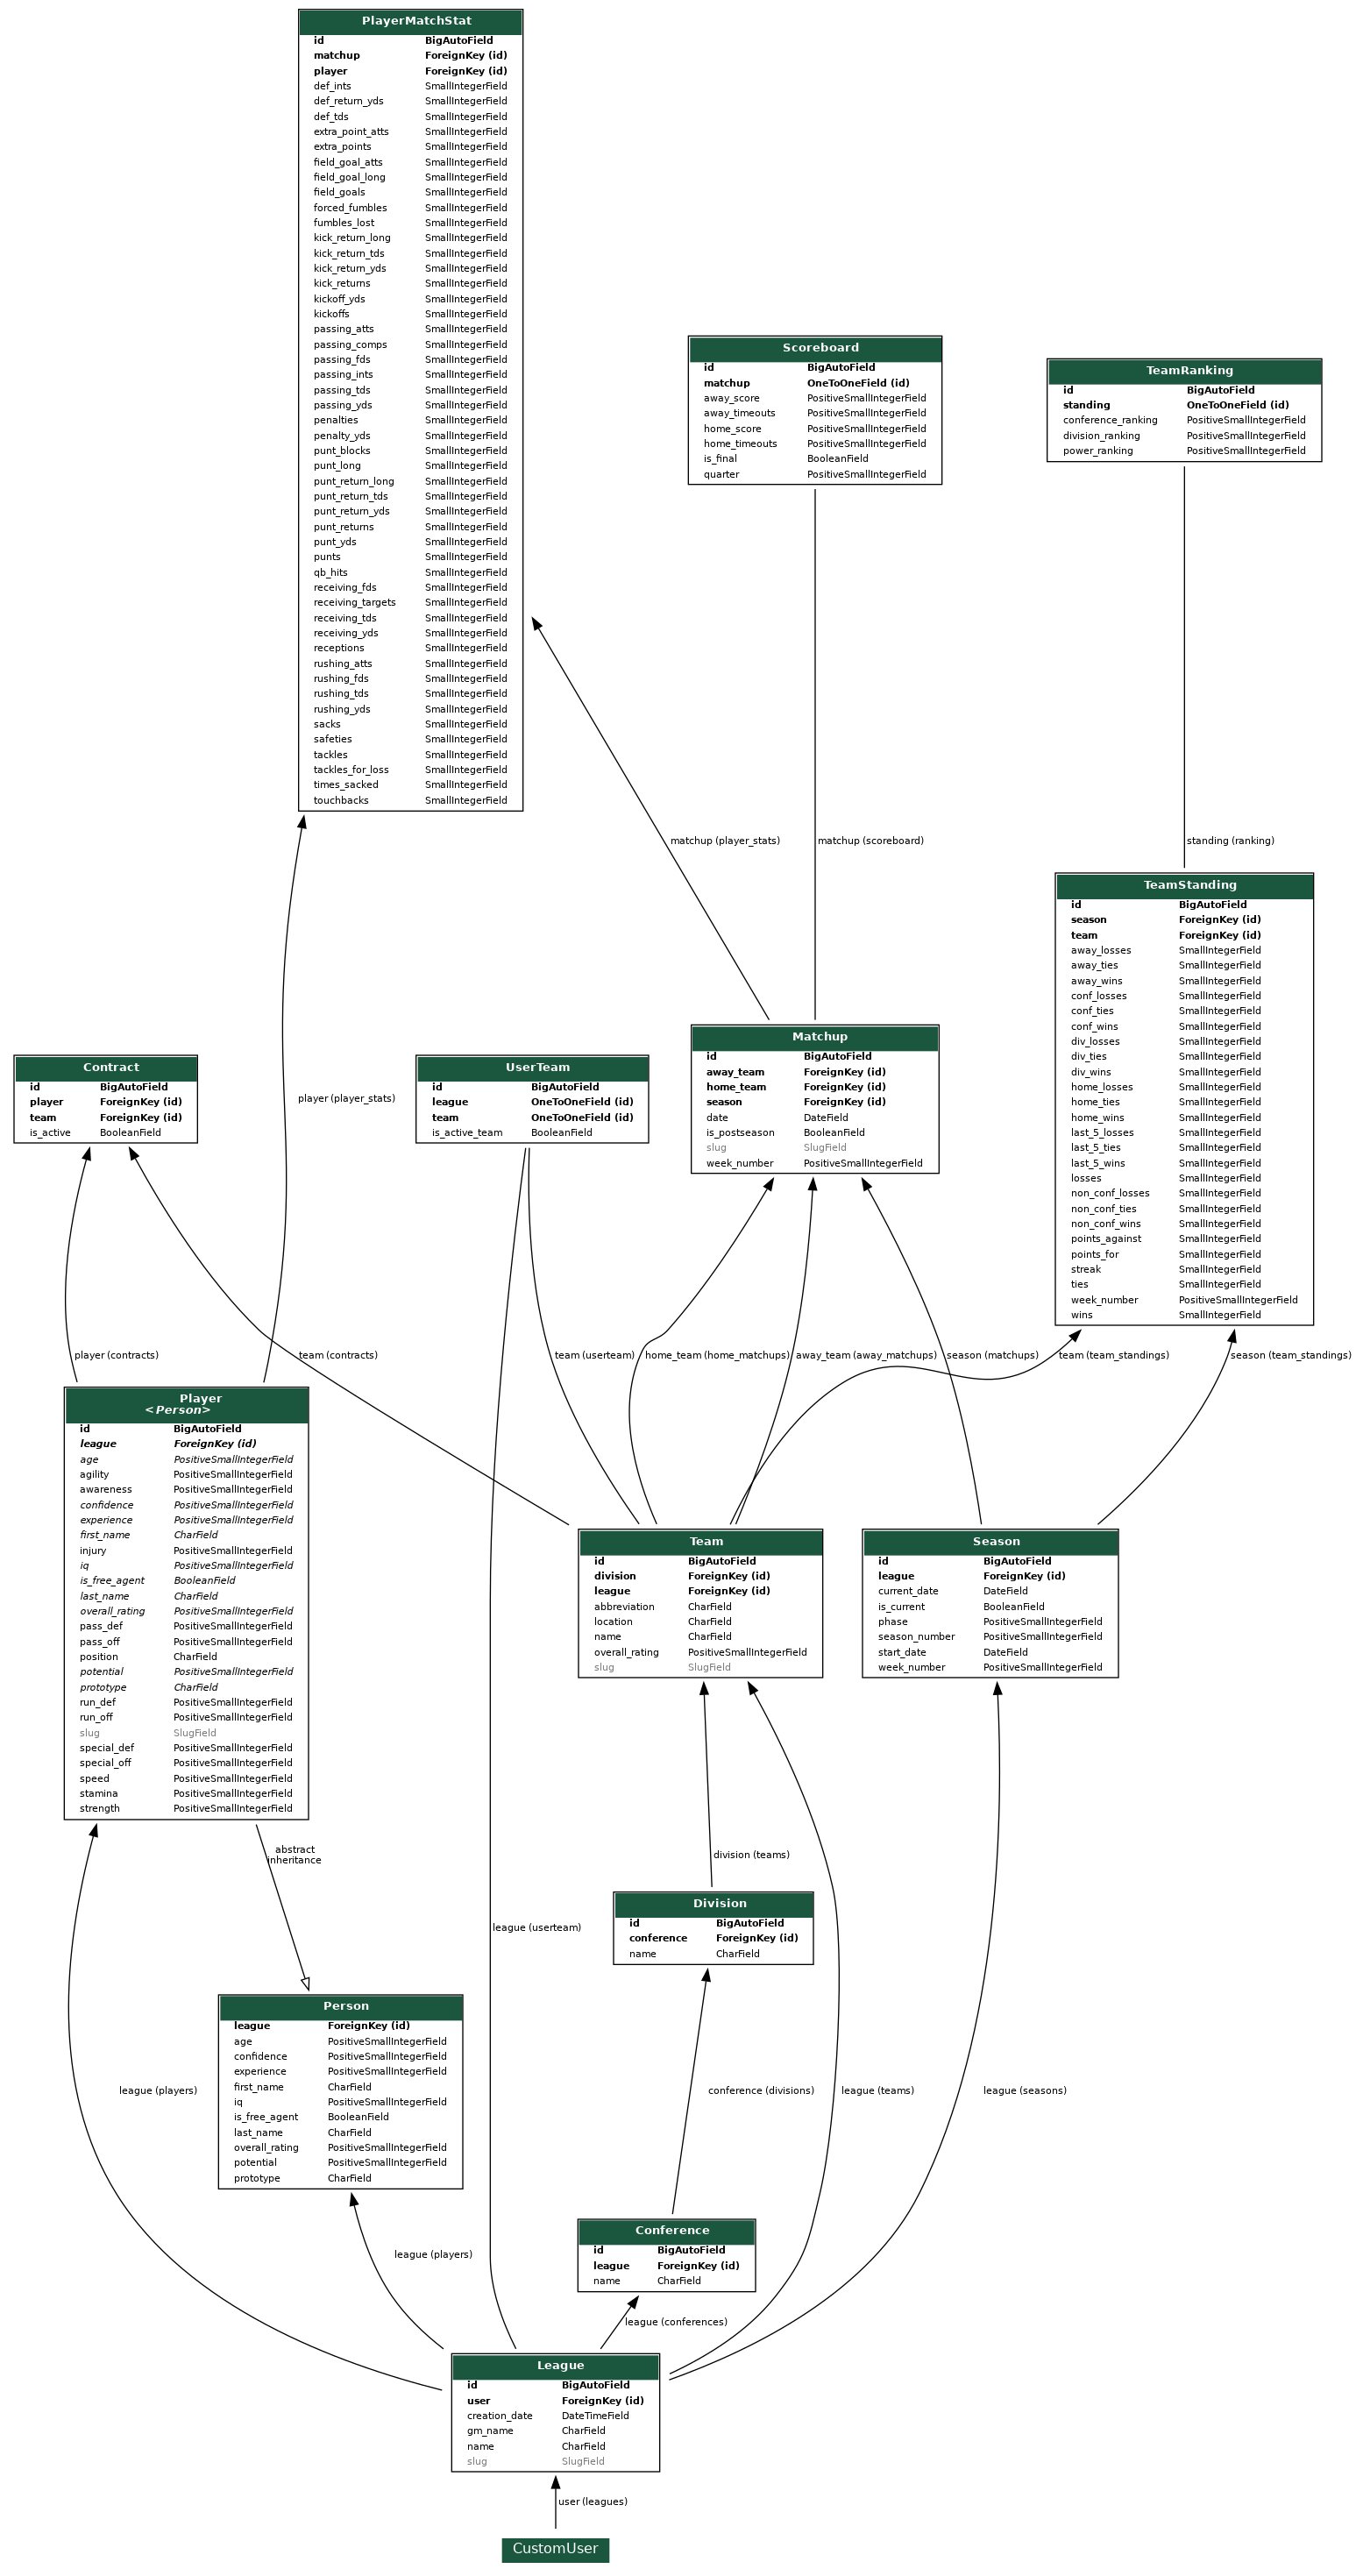 PlayerMatchStat
id BigAutoField
matchup ForeignKey (id)
player ForeignKey (id)
def_ints SmallIntegerField
def_return_yds SmallIntegerField
def_tds SmallIntegerField
extra_point_atts SmallIntegerField
extra_points SmallIntegerField
field_goal_atts SmallIntegerField
field_goal_long SmallIntegerField
field_goals SmallIntegerField
forced_fumbles SmallIntegerField
fumbles_lost SmallIntegerField
kick_return_long SmallIntegerField
kick_return_tds SmallIntegerField
kick_return_yds SmallIntegerField
kick_returns SmallIntegerField
kickoff_yds SmallIntegerField
kickoffs SmallIntegerField
passing_atts SmallIntegerField
passing_comps SmallIntegerField
passing_fds SmallIntegerField
passing_ints SmallIntegerField
passing_tds SmallIntegerField
passing_yds SmallIntegerField
penalties SmallIntegerField
penalty_yds SmallIntegerField
punt_blocks SmallIntegerField
punt_long SmallIntegerField
punt_return_long SmallIntegerField
punt_return_tds SmallIntegerField
punt_return_yds SmallIntegerField
punt_returns SmallIntegerField
punt_yds SmallIntegerField
punts SmallIntegerField
qb_hits SmallIntegerField
receiving_fds SmallIntegerField
receiving_targets SmallIntegerField
receiving_tds SmallIntegerField
receiving_yds SmallIntegerField
receptions SmallIntegerField
rushing_atts SmallIntegerField
rushing_fds SmallIntegerField
rushing_tds SmallIntegerField
rushing_yds SmallIntegerField
sacks SmallIntegerField
safeties SmallIntegerField
tackles SmallIntegerField
tackles_for_loss SmallIntegerField
times_sacked SmallIntegerField
touchbacks SmallIntegerField
Scoreboard
id BigAutoField
matchup OneToOneField (id)
away_score PositiveSmallIntegerField
away_timeouts PositiveSmallIntegerField
home_score PositiveSmallIntegerField
home_timeouts PositiveSmallIntegerField
is_final BooleanField
quarter PositiveSmallIntegerField
TeamRanking
id BigAutoField
standing OneToOneField (id)
conference_ranking PositiveSmallIntegerField
division_ranking PositiveSmallIntegerField
power_ranking PositiveSmallIntegerField
matchup (player_stats)
matchup (scoreboard)
standing (ranking)
TeamStanding
id BigAutoField
season ForeignKey (id)
team ForeignKey (id)
away_losses SmallIntegerField
away_ties SmallIntegerField
away_wins SmallIntegerField
conf_losses SmallIntegerField
conf_ties SmallIntegerField
conf_wins SmallIntegerField
div_losses SmallIntegerField
div_ties SmallIntegerField
div_wins SmallIntegerField
home_losses SmallIntegerField
home_ties SmallIntegerField
home_wins SmallIntegerField
last_5_losses SmallIntegerField
last_5_ties SmallIntegerField
last_5_wins SmallIntegerField
losses SmallIntegerField
non_conf_losses SmallIntegerField
non_conf_ties SmallIntegerField
non_conf_wins SmallIntegerField
points_against SmallIntegerField
points_for SmallIntegerField
streak SmallIntegerField
ties SmallIntegerField
week_number PositiveSmallIntegerField
wins SmallIntegerField
Contract
id BigAutoField
player ForeignKey (id)
team ForeignKey (id)
is_active BooleanField
player (player_stats)
UserTeam
id BigAutoField
league OneToOneField (id)
team OneToOneField (id)
is_active_team BooleanField
Matchup
id BigAutoField
away_team ForeignKey (id)
home_team ForeignKey (id)
season ForeignKey (id)
date DateField
is_postseason BooleanField
slug SlugField
week_number PositiveSmallIntegerField
player (contracts)
team (contracts)
team (userteam)
home_team (home_matchups)
away_team (away_matchups)
season (matchups)
team (team_standings)
season (team_standings)
Player
<Person>
id BigAutoField
league ForeignKey (id)
age PositiveSmallIntegerField
agility PositiveSmallIntegerField
awareness PositiveSmallIntegerField
confidence PositiveSmallIntegerField
experience PositiveSmallIntegerField
first_name CharField
injury PositiveSmallIntegerField
iq PositiveSmallIntegerField
is_free_agent BooleanField
last_name CharField
overall_rating PositiveSmallIntegerField
pass_def PositiveSmallIntegerField
pass_off PositiveSmallIntegerField
position CharField
potential PositiveSmallIntegerField
prototype CharField
run_def PositiveSmallIntegerField
run_off PositiveSmallIntegerField
slug SlugField
special_def PositiveSmallIntegerField
special_off PositiveSmallIntegerField
speed PositiveSmallIntegerField
stamina PositiveSmallIntegerField
strength PositiveSmallIntegerField
Team
id BigAutoField
division ForeignKey (id)
league ForeignKey (id)
abbreviation CharField
location CharField
name CharField
overall_rating PositiveSmallIntegerField
slug SlugField
Season
id BigAutoField
league ForeignKey (id)
current_date DateField
is_current BooleanField
phase PositiveSmallIntegerField
season_number PositiveSmallIntegerField
start_date DateField
week_number PositiveSmallIntegerField
abstract
inheritance
division (teams)
league (userteam)
Division
id BigAutoField
conference ForeignKey (id)
name CharField
Person
league ForeignKey (id)
age PositiveSmallIntegerField
confidence PositiveSmallIntegerField
experience PositiveSmallIntegerField
first_name CharField
iq PositiveSmallIntegerField
is_free_agent BooleanField
last_name CharField
overall_rating PositiveSmallIntegerField
potential PositiveSmallIntegerField
prototype CharField
league (players)
conference (divisions)
league (teams)
league (seasons)
league (players)
Conference
id BigAutoField
league ForeignKey (id)
name CharField
league (conferences)
League
id BigAutoField
user ForeignKey (id)
creation_date DateTimeField
gm_name CharField
name CharField
slug SlugField
user (leagues)
CustomUser